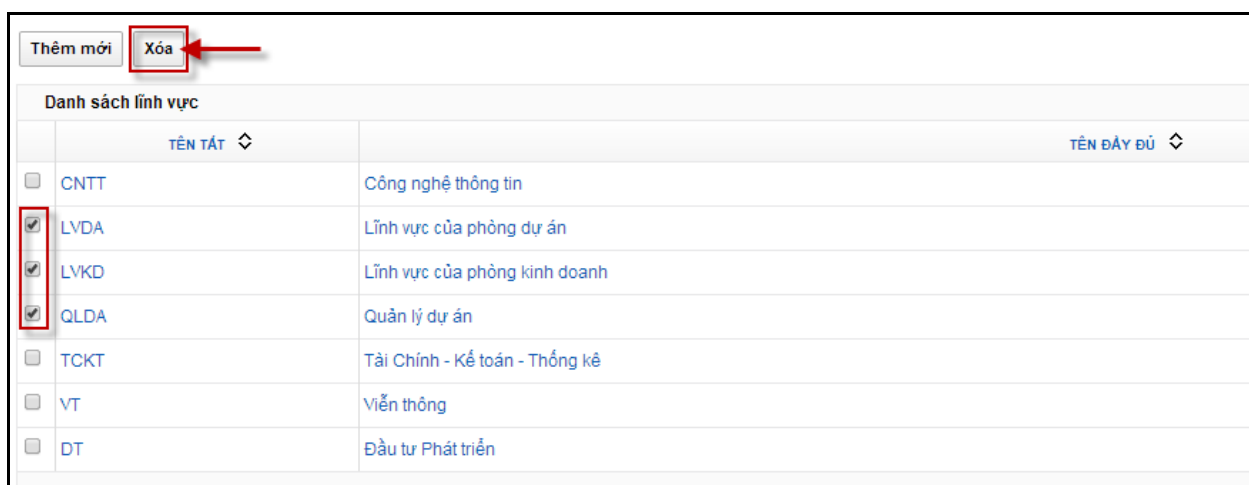 Thêm mới Xóa
Danh sách lĩnh vực
TÊN TẮT TÊN ĐẦY ĐỦ
CNTT Công nghệ thông tin
LVDA Lĩnh vực của phòng dự án
LVKD Lĩnh vực của phòng kinh doanh
QLDA Quản lý dự án
TCKT Tài Chính - Kế toán - Thống kê
VT Viễn thông
DT Đầu tư Phát triển